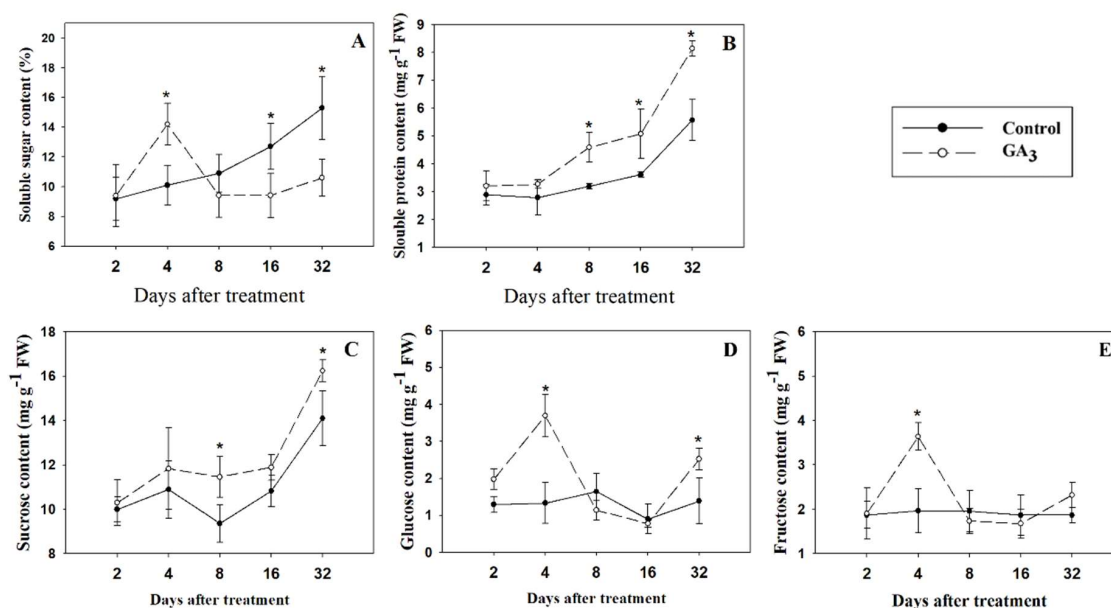 A
Soluble sugar content (%)
20
18
16
14
12
10
8
6
* * *
2 4 8 16 32
Days after treatment
B
Slouble protein content (mg g-1 FW)
9
8
7
6
5
4
3
2
1
* * *
2 4 8 16 32
Days after treatment
Control
GA3
C
Sucrose content (mg g-1 FW)
18
16
14
12
10
8
* *
2 4 8 16 32
Days after treatment
D
Glucose content (mg g-1 FW)
6
5
4
3
2
1
0
* *
2 4 8 16 32
Days after treatment
E
Fructose content (mg g-1 FW)
6
5
4
3
2
1
*
2 4 8 16 32
Days after treatment